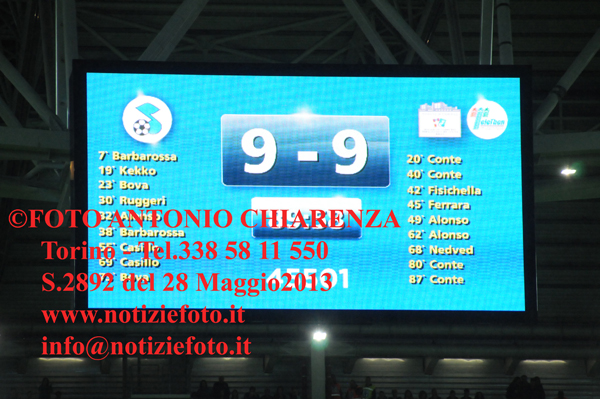 9 - 9
7' Barbarossa
19' Kekko
23' Bova
30' Ruggeri
38' Barbarossa
69' Casillo
20' Conte
40' Conte
42' Fisichella
45' Ferrara
49' Alonso
62' Alonso
68' Nedved
80' Conte
87' Conte
©FOTO ANTONIO CHIARENZA
Torino - Tel.338 58 11 550
S.2892 del 28 Maggio2013
www.notiziefoto.it
info@notiziefoto.it